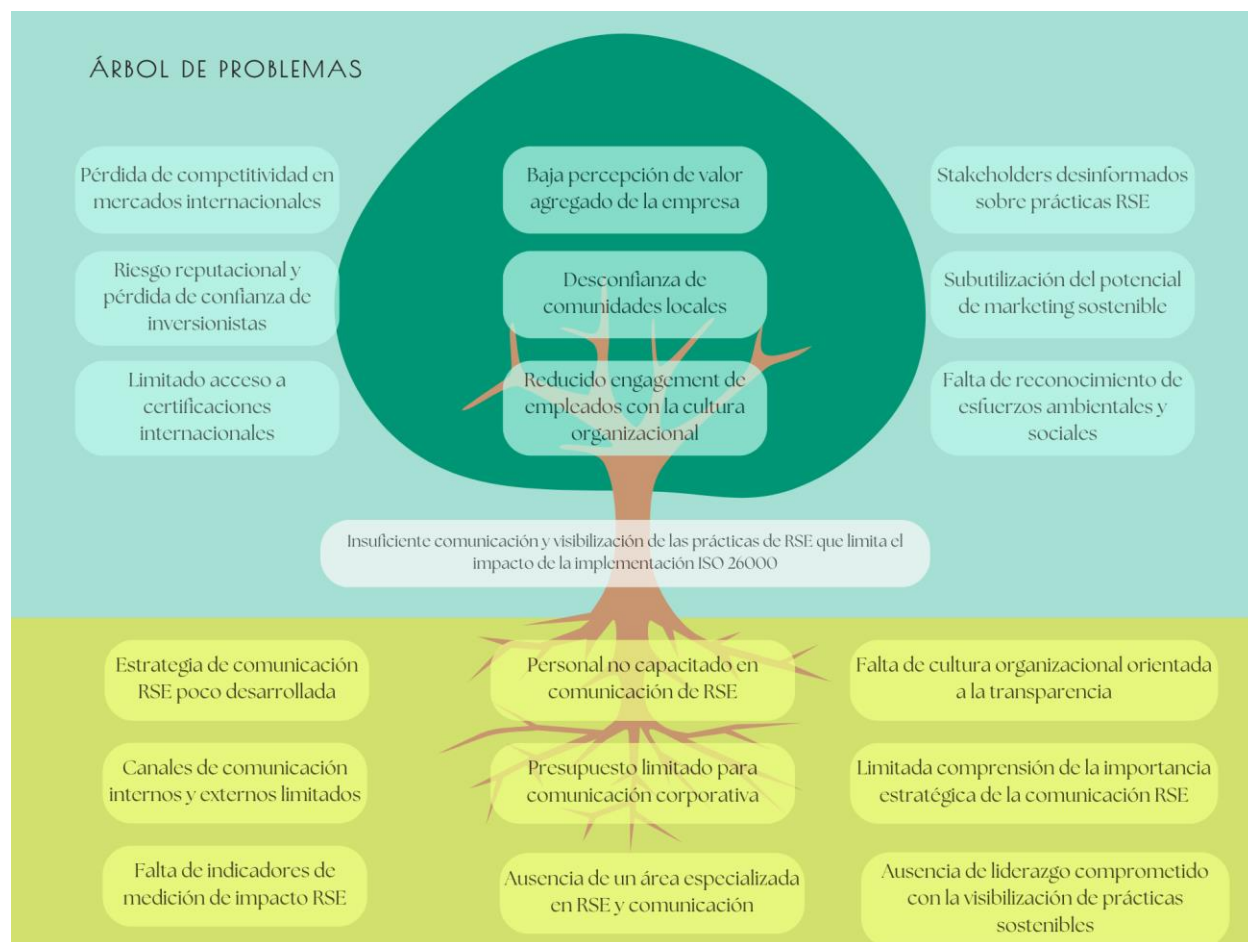 ÁRBOL DE PROBLEMAS
Pérdida de competitividad en
mercados internacionales
Baja percepción de valor
agregado de la empresa
Stakeholders desinformados
sobre prácticas RSE
Riesgo reputacional y
pérdida de confianza de
inversionistas
Desconfianza de
comunidades locales
Subutilización del potencial
de marketing sostenible
Limitado acceso a
certificaciones
internacionales
Reducido engagement de
empleados con la cultura
organizacional
Falta de reconocimiento de
esfuerzos ambientales y
sociales
Insuficiente comunicación y visibilización de las prácticas de RSE que limita el
impacto de la implementación ISO 26000
Estrategia de comunicación
RSE poco desarrollada
Personal no capacitado en
comunicación de RSE
Falta de cultura organizacional orientada
a la transparencia
Canales de comunicación
internos y externos limitados
Presupuesto limitado para
comunicación corporativa
Limitada comprensión de la importancia
estratégica de la comunicación RSE
Falta de indicadores de
medición de impacto RSE
Ausencia de un área especializada
en RSE y comunicación
Ausencia de liderazgo comprometido
con la visibilización de prácticas
sostenibles